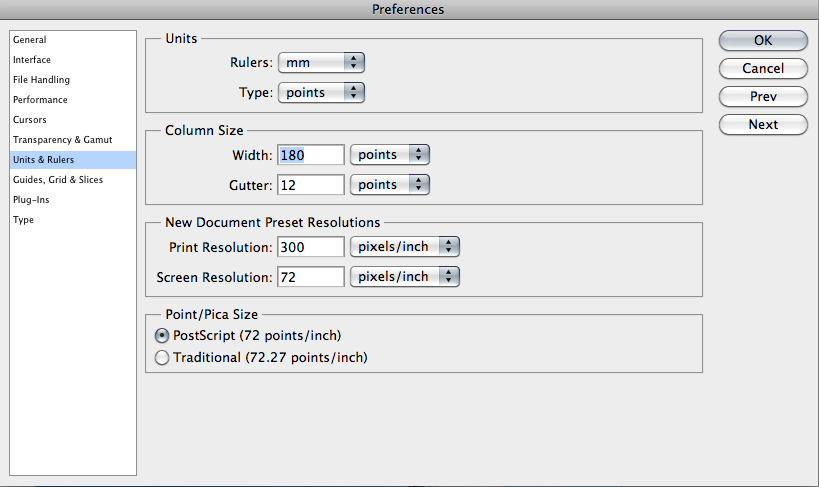 Preferences
General
Interface
File Handling
Performance
Cursors
Transparency & Gamut
Units & Rulers
Guides, Grid & Slices
Plug-Ins
Type
Units
Rulers: mm
Type: points
Column Size
Width: 180 points
Gutter: 12 points
New Document Preset Resolutions
Print Resolution: 300 pixels/inch
Screen Resolution: 72 pixels/inch
Point/Pica Size
PostScript (72 points/inch)
Traditional (72.27 points/inch)
OK
Cancel
Prev
Next